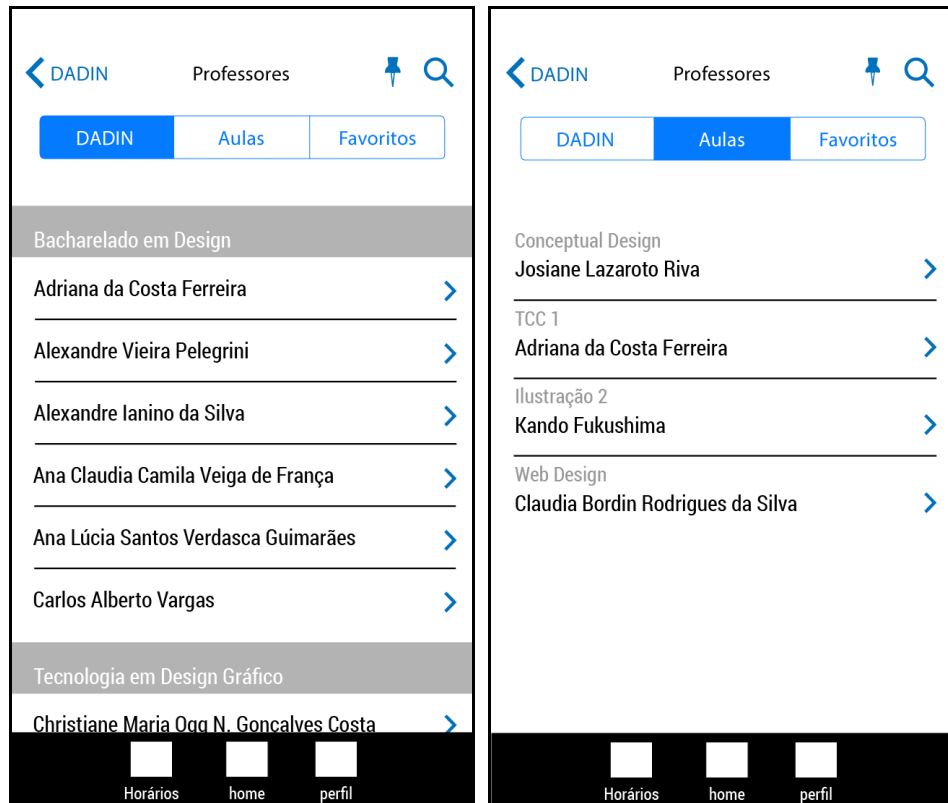 DADIN Professores
DADIN Aulas Favoritos
Bacharelado em Design
Adriana da Costa Ferreira
Alexandre Vieira Pelegrini
Alexandre Ianino da Silva
Ana Claudia Camila Veiga de França
Ana Lúcia Santos Verdasca Guimarães
Carlos Alberto Vargas
Tecnologia em Design Gráfico
Christiane Maria Ogg N. Gonçalves Costa
Horários home perfil
DADIN Professores
DADIN Aulas Favoritos
Conceptual Design
Josiane Lazaroto Riva
TCC 1
Adriana da Costa Ferreira
Ilustração 2
Kando Fukushima
Web Design
Claudia Bordin Rodrigues da Silva
Horários home perfil